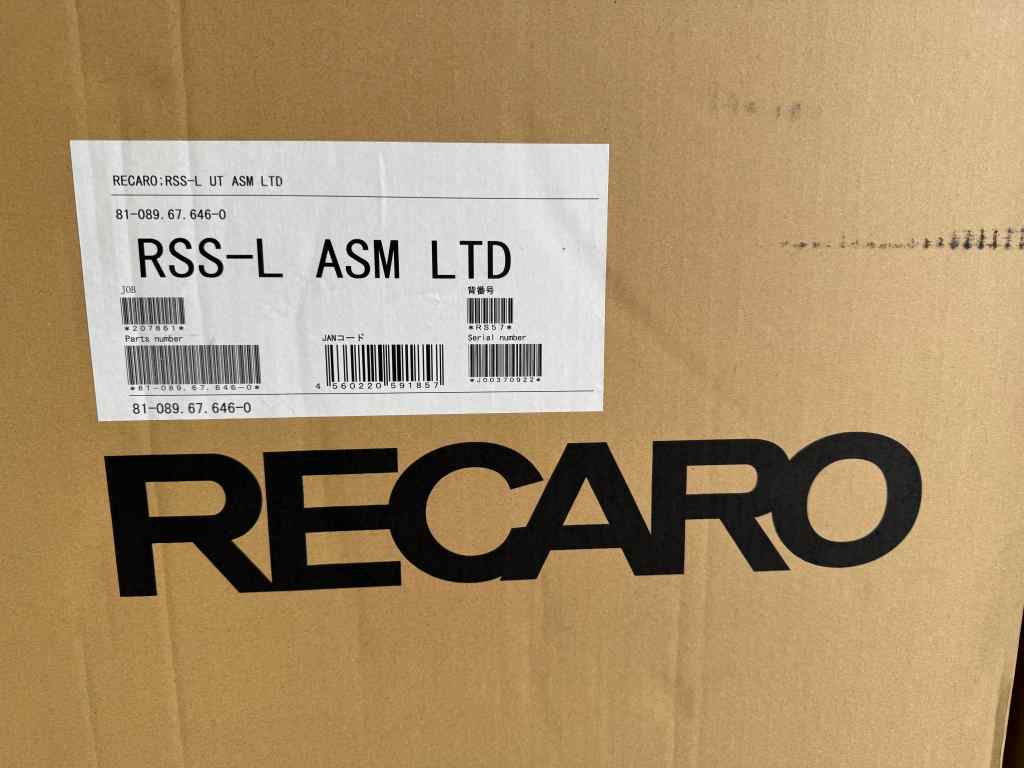 RECARO:RSS-L UT ASM LTD
81-089.67.646-0
RSS-L ASM LTD
JOB
*207861*
背番号
*RS57*
Parts number
*81-089.67.646-0*
JANコード
4 560220 591857
Serial number
*J00370922*
81-089.67.646-0
RECARO